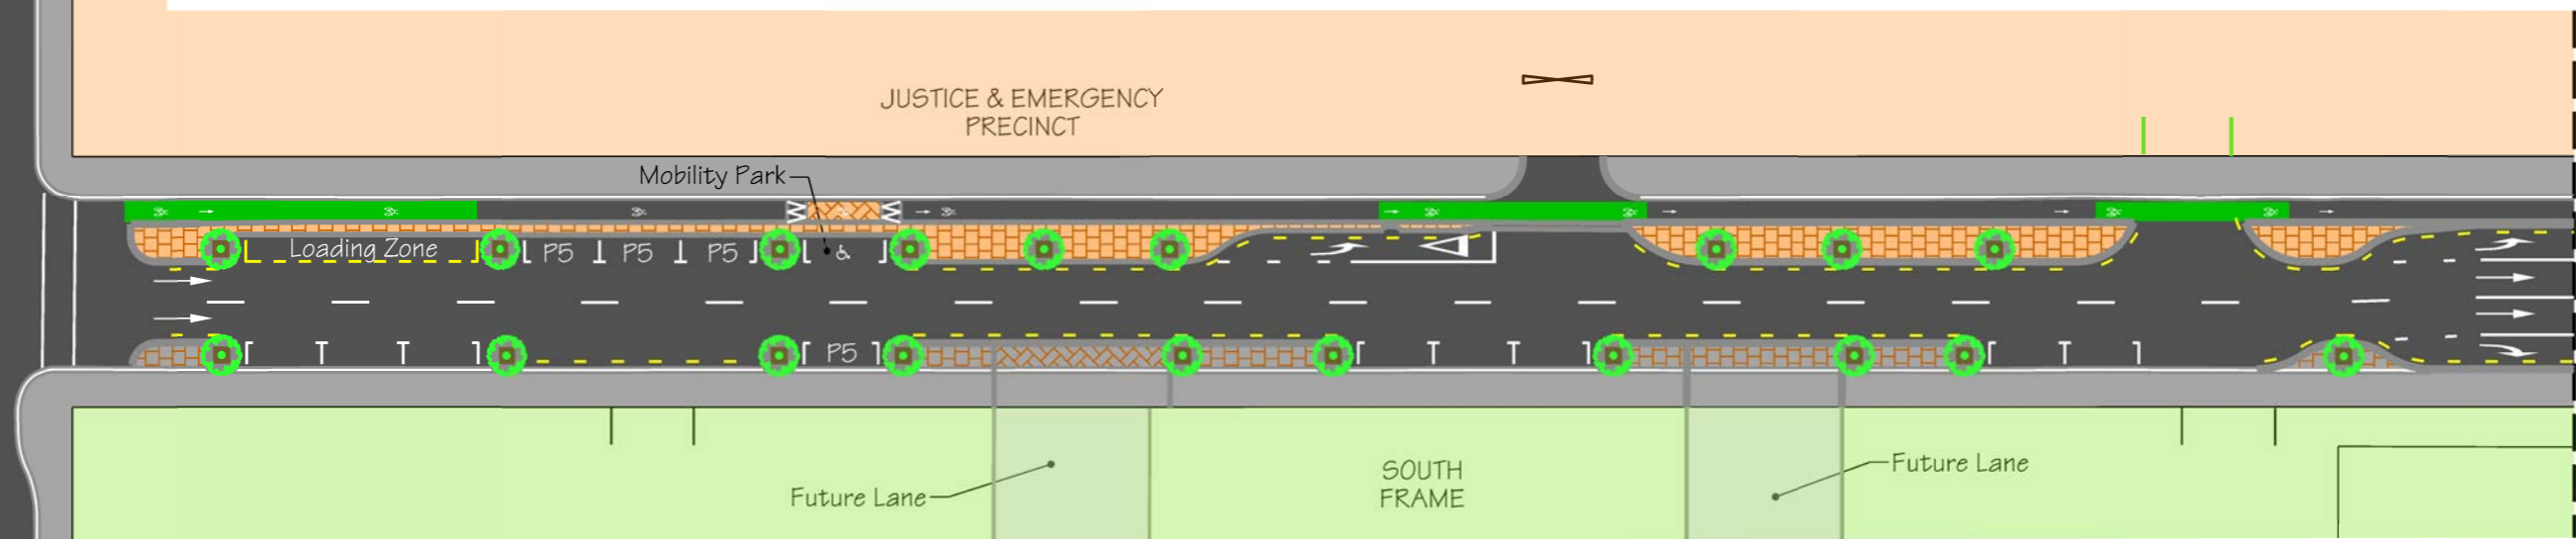 JUSTICE & EMERGENCY
PRECINCT
Mobility Park
Loading Zone
P5
P5
P5
P5
Future Lane
SOUTH
FRAME
Future Lane